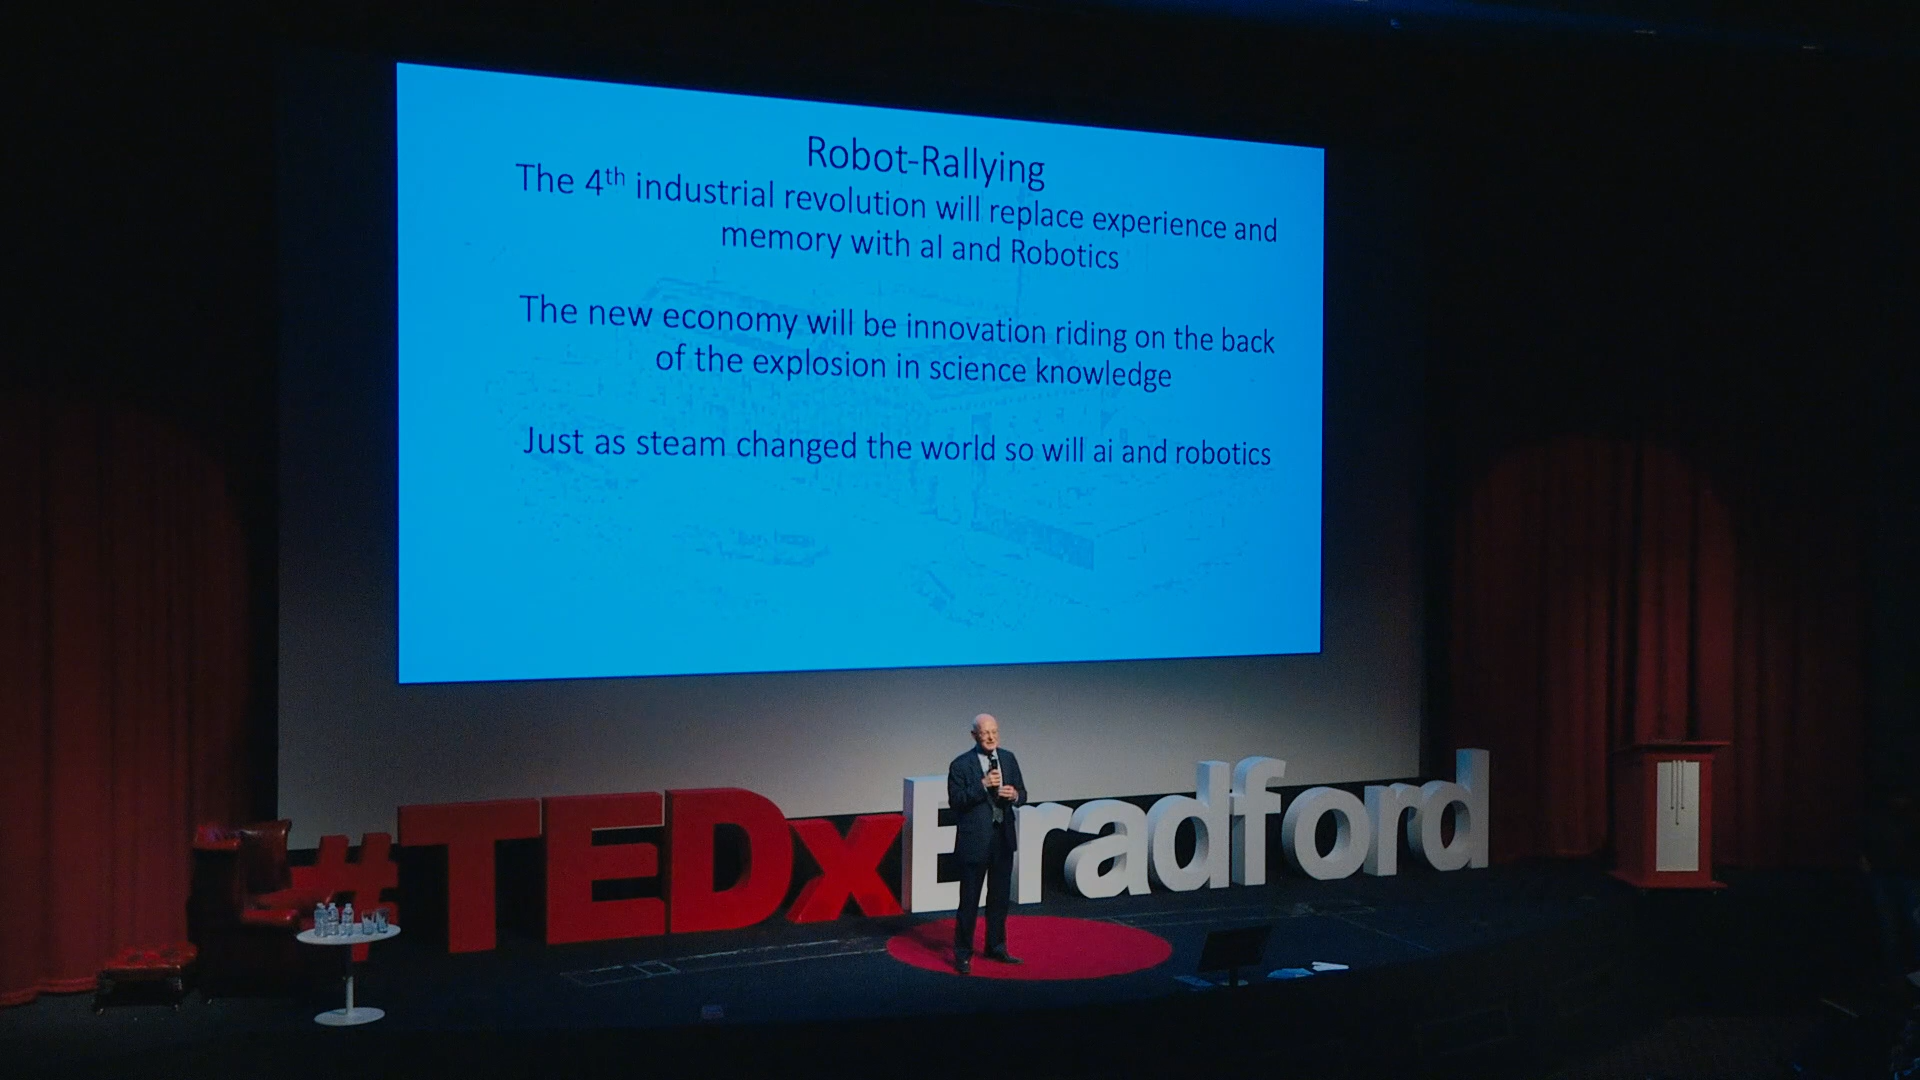 Robot-Rallying
The 4th industrial revolution will replace experience and
memory with aI and Robotics
The new economy will be innovation riding on the back
of the explosion in science knowledge
Just as steam changed the world so will ai and robotics
#TEDxBradford